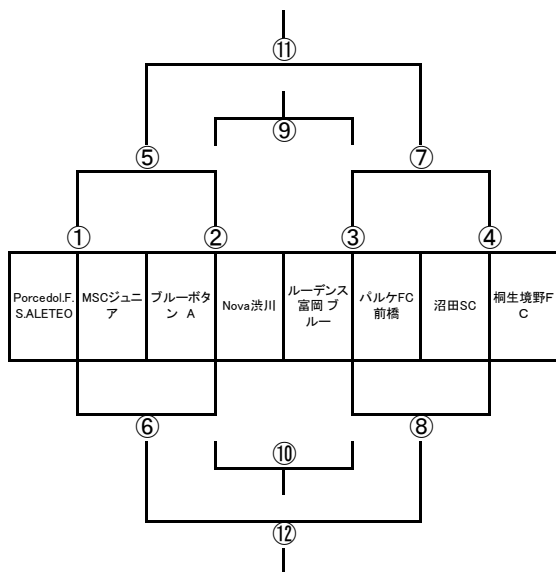 ⑪
⑨
⑤ ⑦
① ② ③ ④
Porcedol.F.
S.ALETEO
MSCジュニ
ア
ブルーボタ
ン A
Nova渋川
ルーデンス
富岡 ブ
ルー
パルケFC
前橋
沼田SC
桐生境野F
C
⑥ ⑧
⑩
⑫